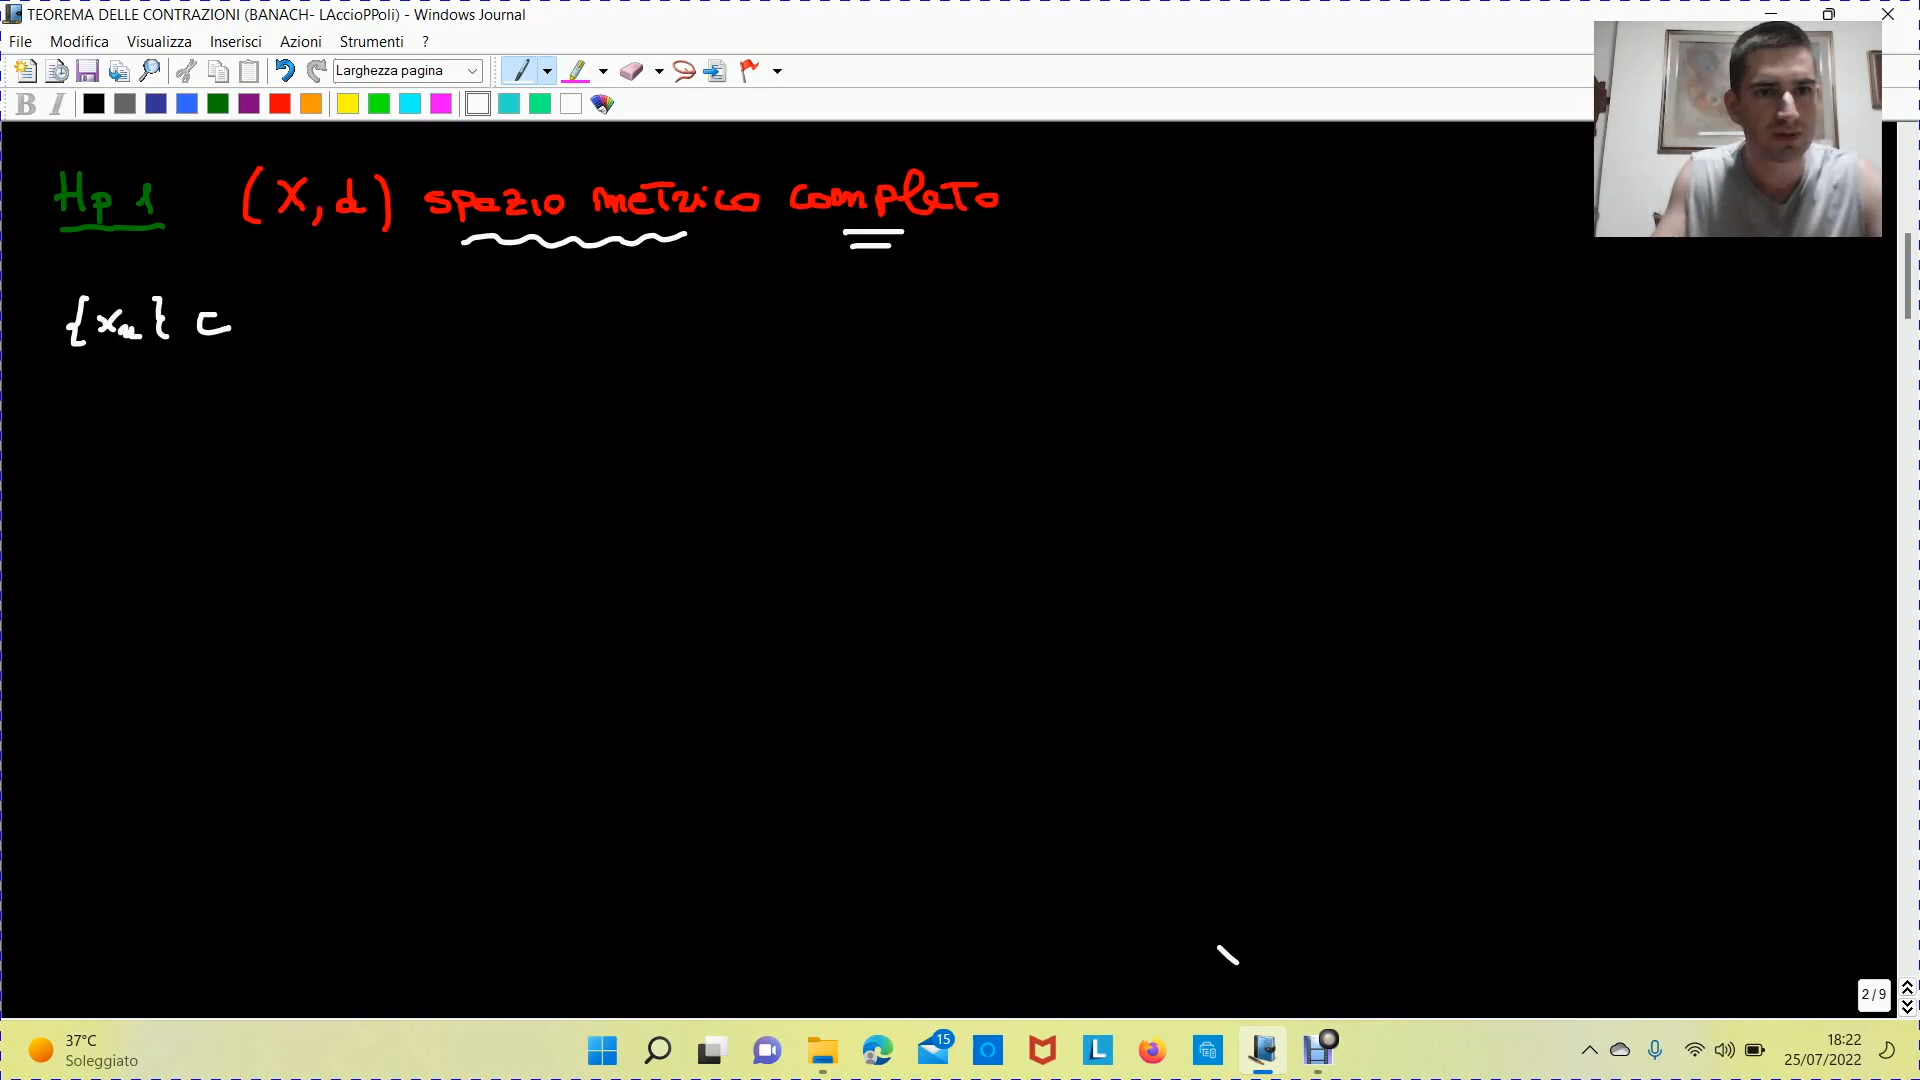 TEOREMA DELLE CONTRAZIONI (BANACH- LAccioPPoli) - Windows Journal
File Modifica Visualizza Inserisci Azioni Strumenti ?
Larghezza pagina
B I
Hp 1 (X, d) spazio metrico completo
{xn} ⊂
2 / 9
15
37°C
Soleggiato
18:22
25/07/2022